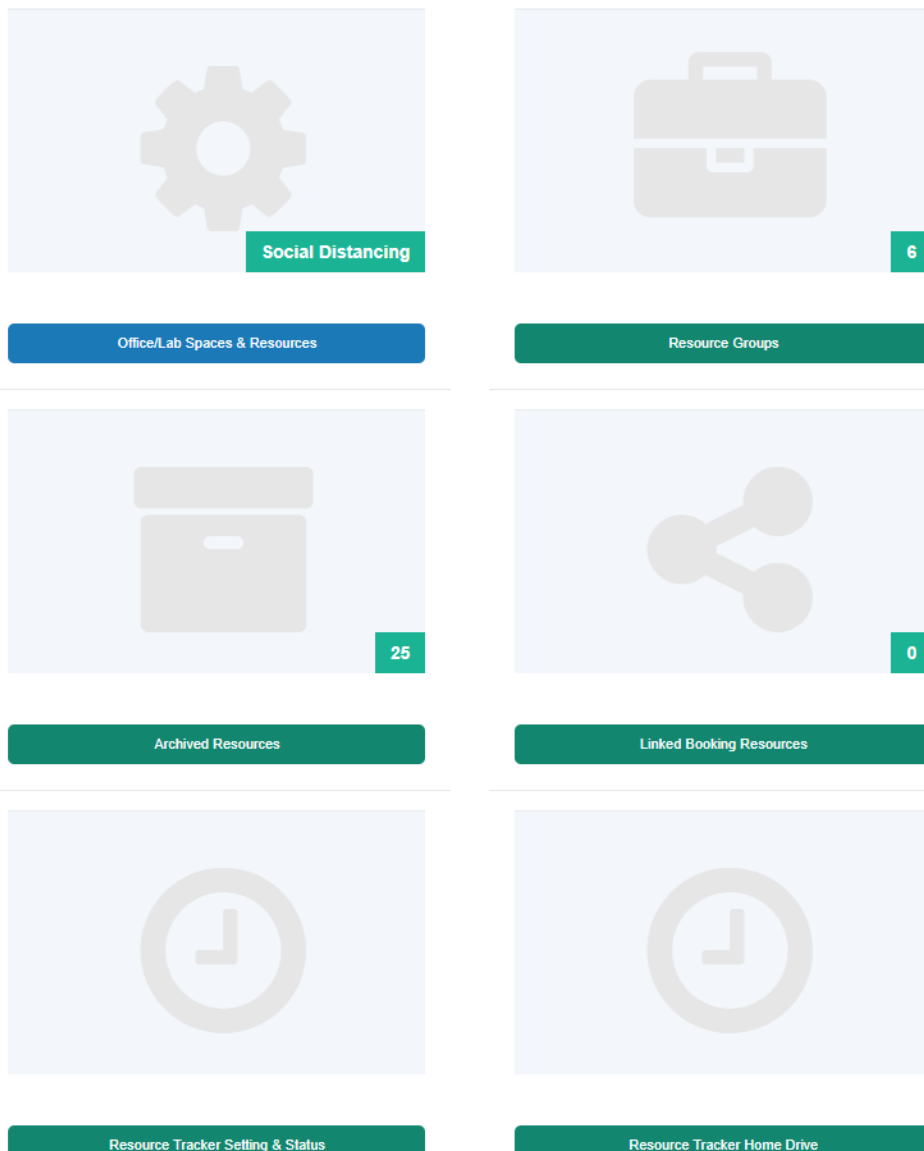 Social Distancing
6
Office/Lab Spaces & Resources
Resource Groups
25
0
Archived Resources
Linked Booking Resources
Resource Tracker Setting & Status
Resource Tracker Home Drive